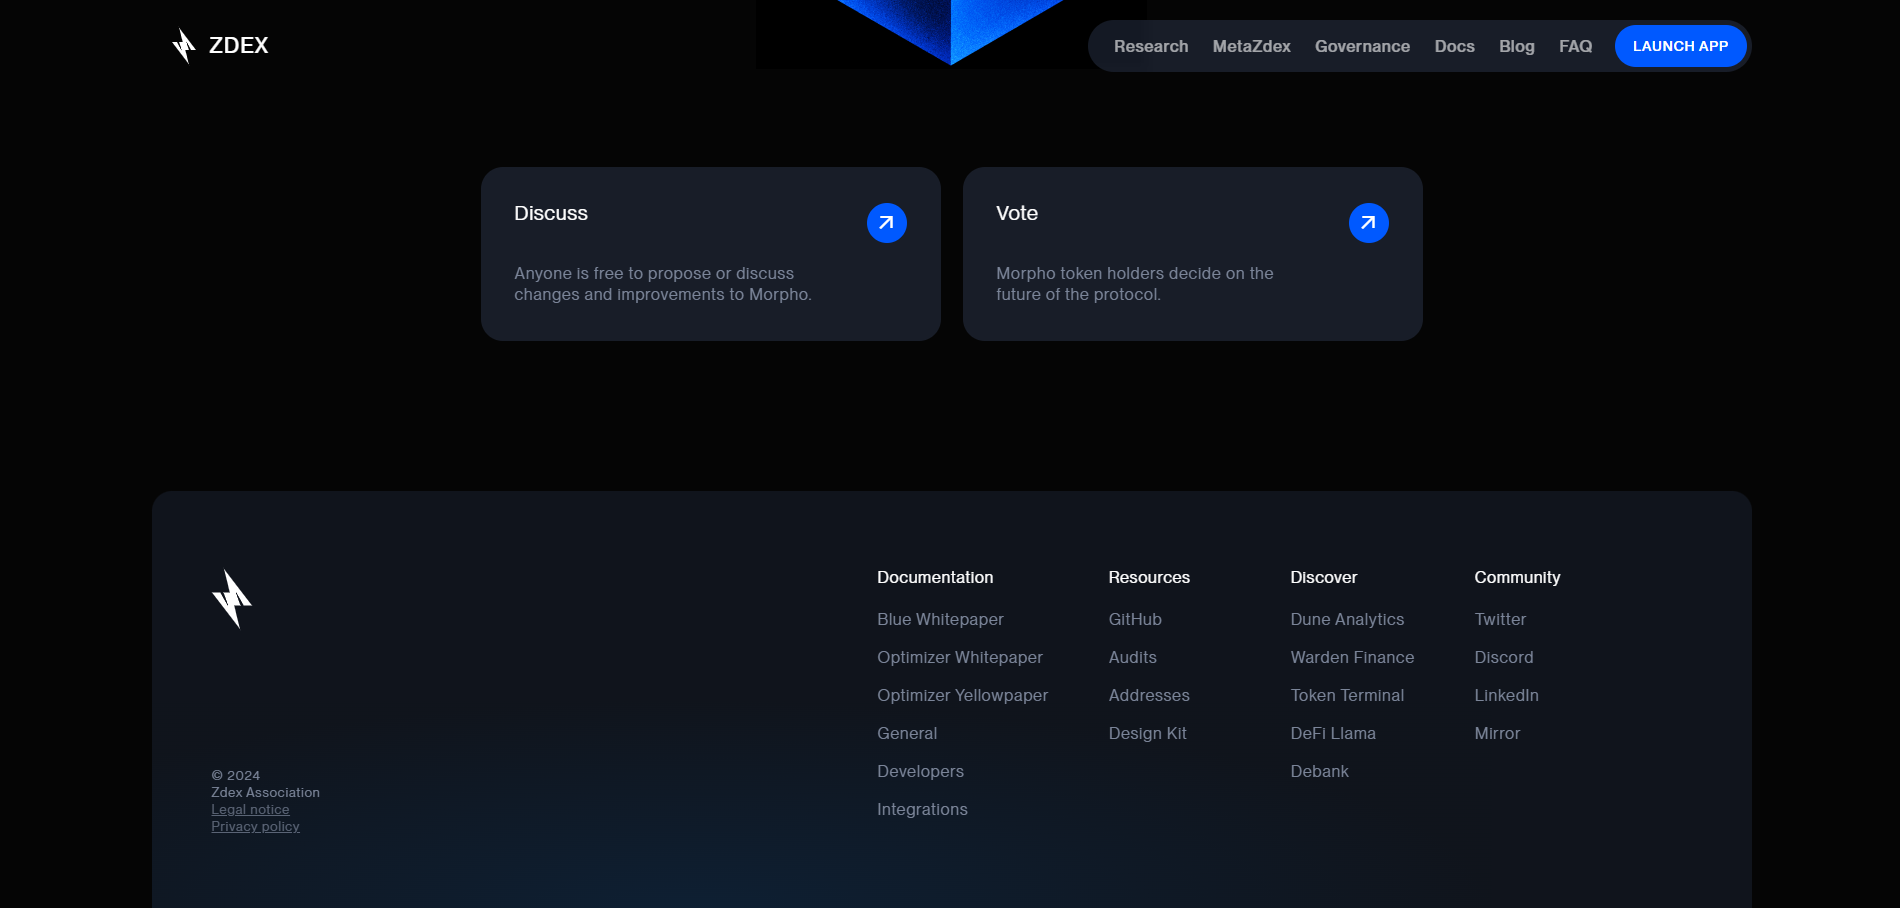 ZDEX
Research MetaZdex Governance Docs Blog FAQ LAUNCH APP
Discuss
Anyone is free to propose or discuss
changes and improvements to Morpho.
Vote
Morpho token holders decide on the
future of the protocol.
Documentation
Blue Whitepaper
Optimizer Whitepaper
Optimizer Yellowpaper
General
Developers
Integrations
Resources
GitHub
Audits
Addresses
Design Kit
Discover
Dune Analytics
Warden Finance
Token Terminal
DeFi Llama
Debank
Community
Twitter
Discord
LinkedIn
Mirror
© 2024
Zdex Association
Legal notice
Privacy policy